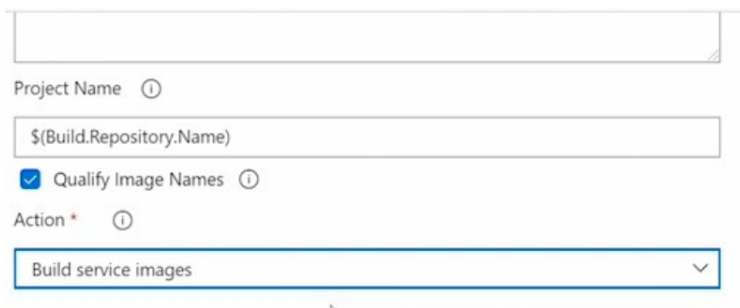 Project Name
$(Build.Repository.Name)
Qualify Image Names
Action *
Build service images